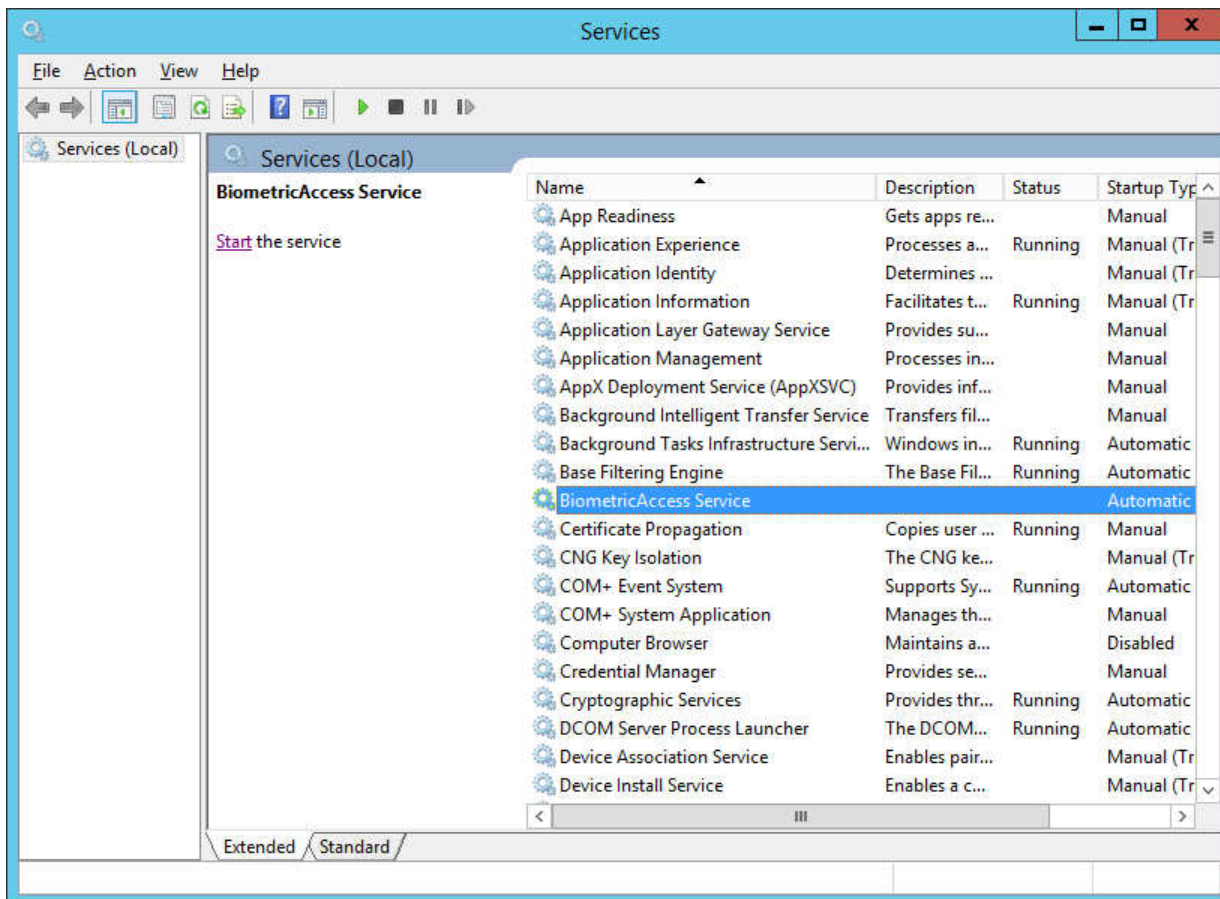 Services
File Action View Help
Services (Local)
Services (Local)
BiometricAccess Service
Start the service
Name Description Status Startup Typ
App Readiness Gets apps re... Manual
Application Experience Processes a... Running Manual (Tr
Application Identity Determines ... Manual (Tr
Application Information Facilitates t... Running Manual (Tr
Application Layer Gateway Service Provides su... Manual
Application Management Processes in... Manual
AppX Deployment Service (AppXSVC) Provides inf... Manual
Background Intelligent Transfer Service Transfers fil... Manual
Background Tasks Infrastructure Servi... Windows in... Running Automatic
Base Filtering Engine The Base Fil... Running Automatic
BiometricAccess Service Automatic
Certificate Propagation Copies user ... Running Manual
CNG Key Isolation The CNG ke... Manual (Tr
COM+ Event System Supports Sy... Running Automatic
COM+ System Application Manages th... Manual
Computer Browser Maintains a... Disabled
Credential Manager Provides se... Manual
Cryptographic Services Provides thr... Running Automatic
DCOM Server Process Launcher The DCOM... Running Automatic
Device Association Service Enables pair... Manual (Tr
Device Install Service Enables a c... Manual (Tr
Extended Standard